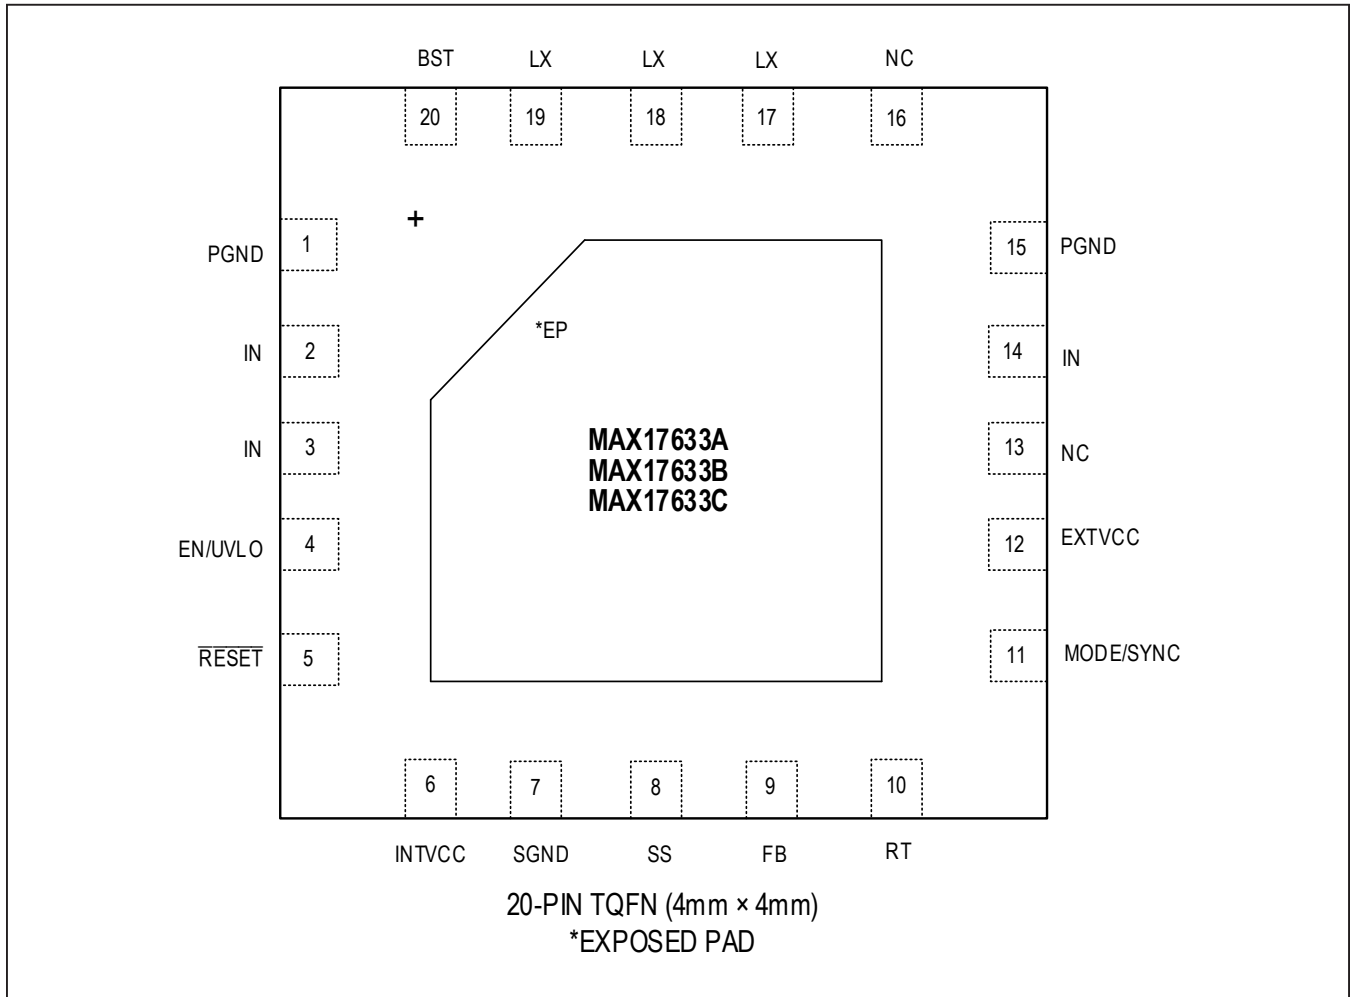 BST LX LX LX NC
20 19 18 17 16
+
PGND 1 15 PGND
IN 2 14 IN
*EP
IN 3 13 NC
MAX17633A
MAX17633B
MAX17633C
EN/UVLO 4 12 EXTVCC
RESET 5 11 MODE/SYNC
6 7 8 9 10
INTVCC SGND SS FB RT
20-PIN TQFN (4mm × 4mm)
*EXPOSED PAD